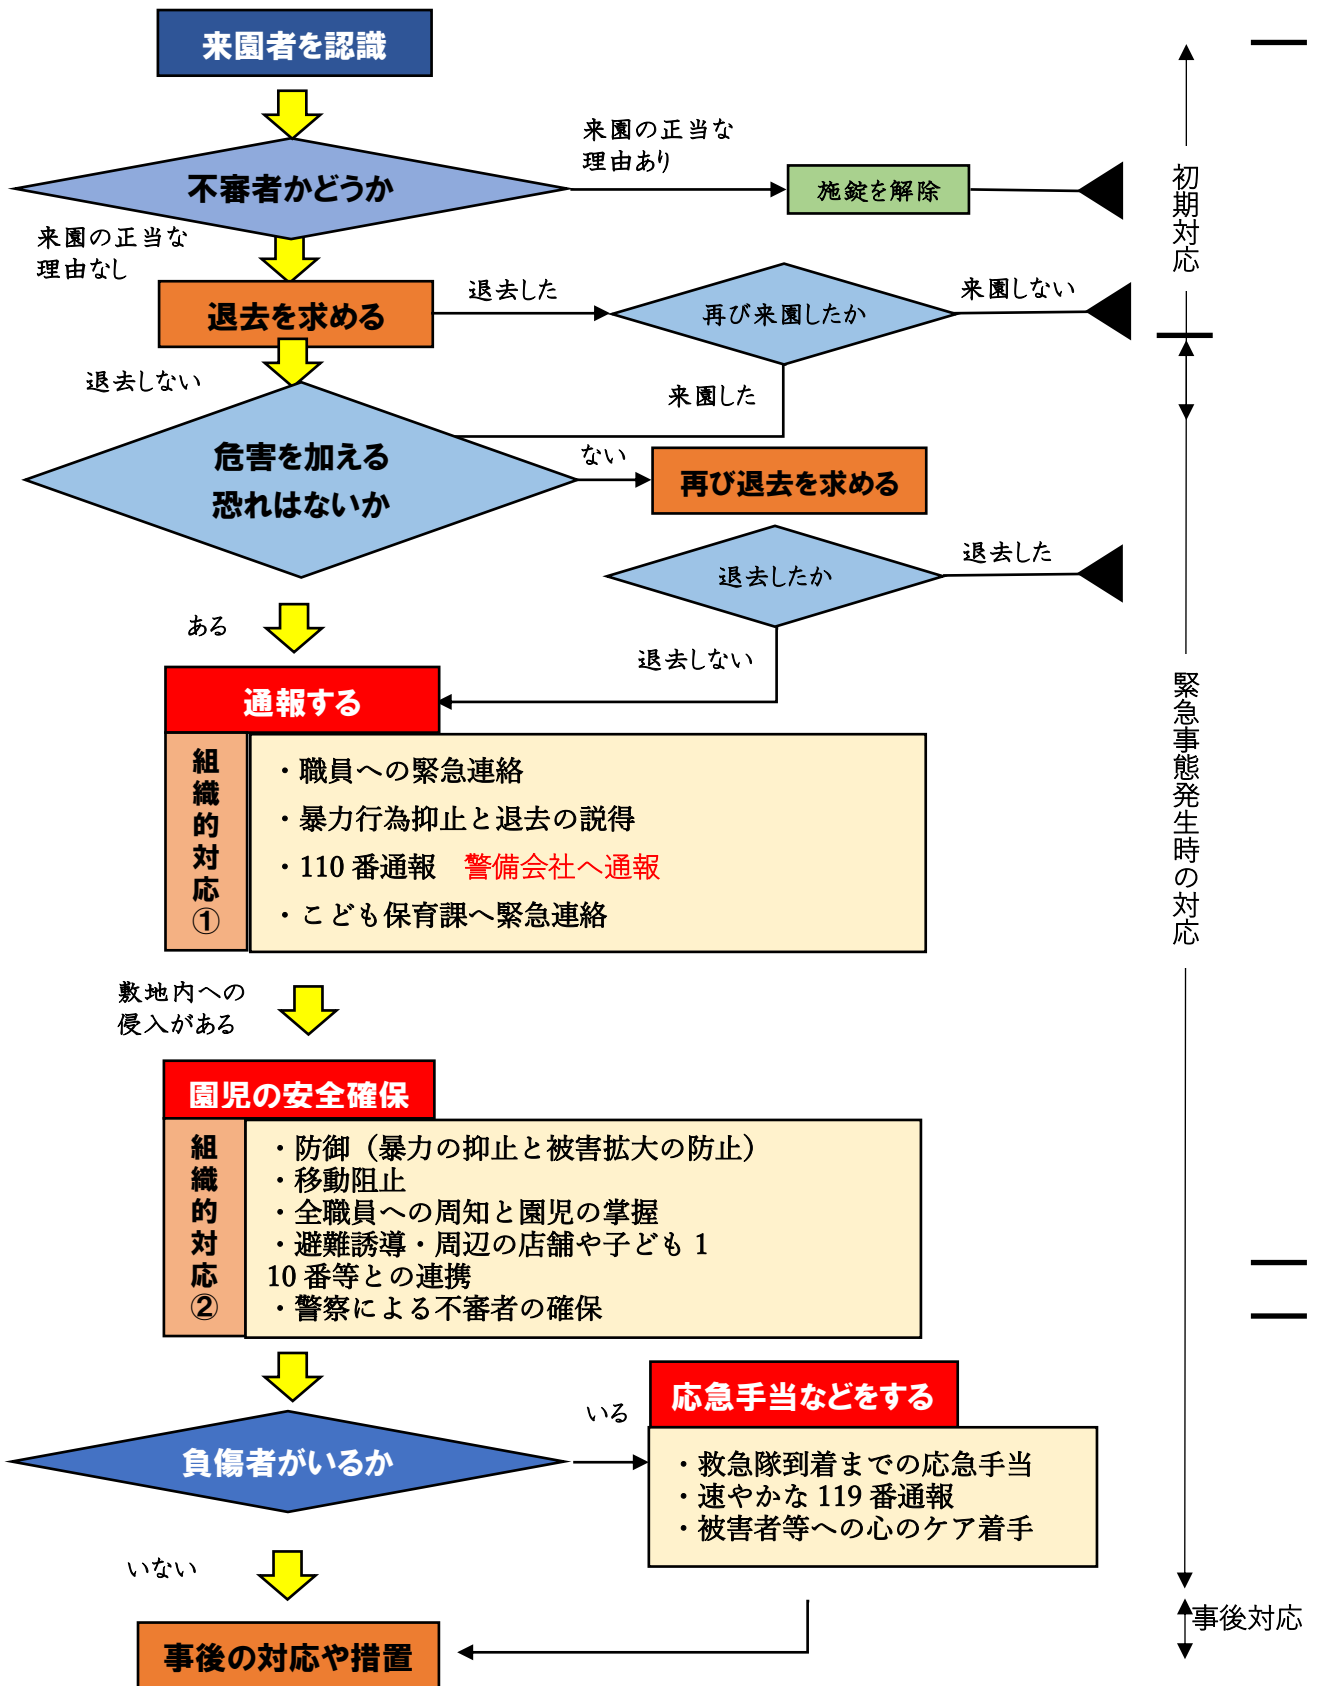 来園者を認識
不審者かどうか
来園の正当な
理由あり
施錠を解除
来園の正当な
理由なし
退去を求める
退去した
再び来園したか
来園しない
退去しない
来園した
危害を加える
恐れはないか
ない
再び退去を求める
退去したか
退去した
ある
退去しない
通報する
組織的対応①
・職員への緊急連絡
・暴力行為抑止と退去の説得
・110番通報　警備会社へ通報
・こども保育課へ緊急連絡
敷地内への
侵入がある
園児の安全確保
組織的対応②
・防御（暴力の抑止と被害拡大の防止）
・移動阻止
・全職員への周知と園児の掌握
・避難誘導・周辺の店舗や子ども1
10番等との連携
・警察による不審者の確保
負傷者がいるか
いる
応急手当などをする
・救急隊到着までの応急手当
・速やかな119番通報
・被害者等への心のケア着手
いない
事後の対応や措置
初期対応
緊急事態発生時の対応
事後対応